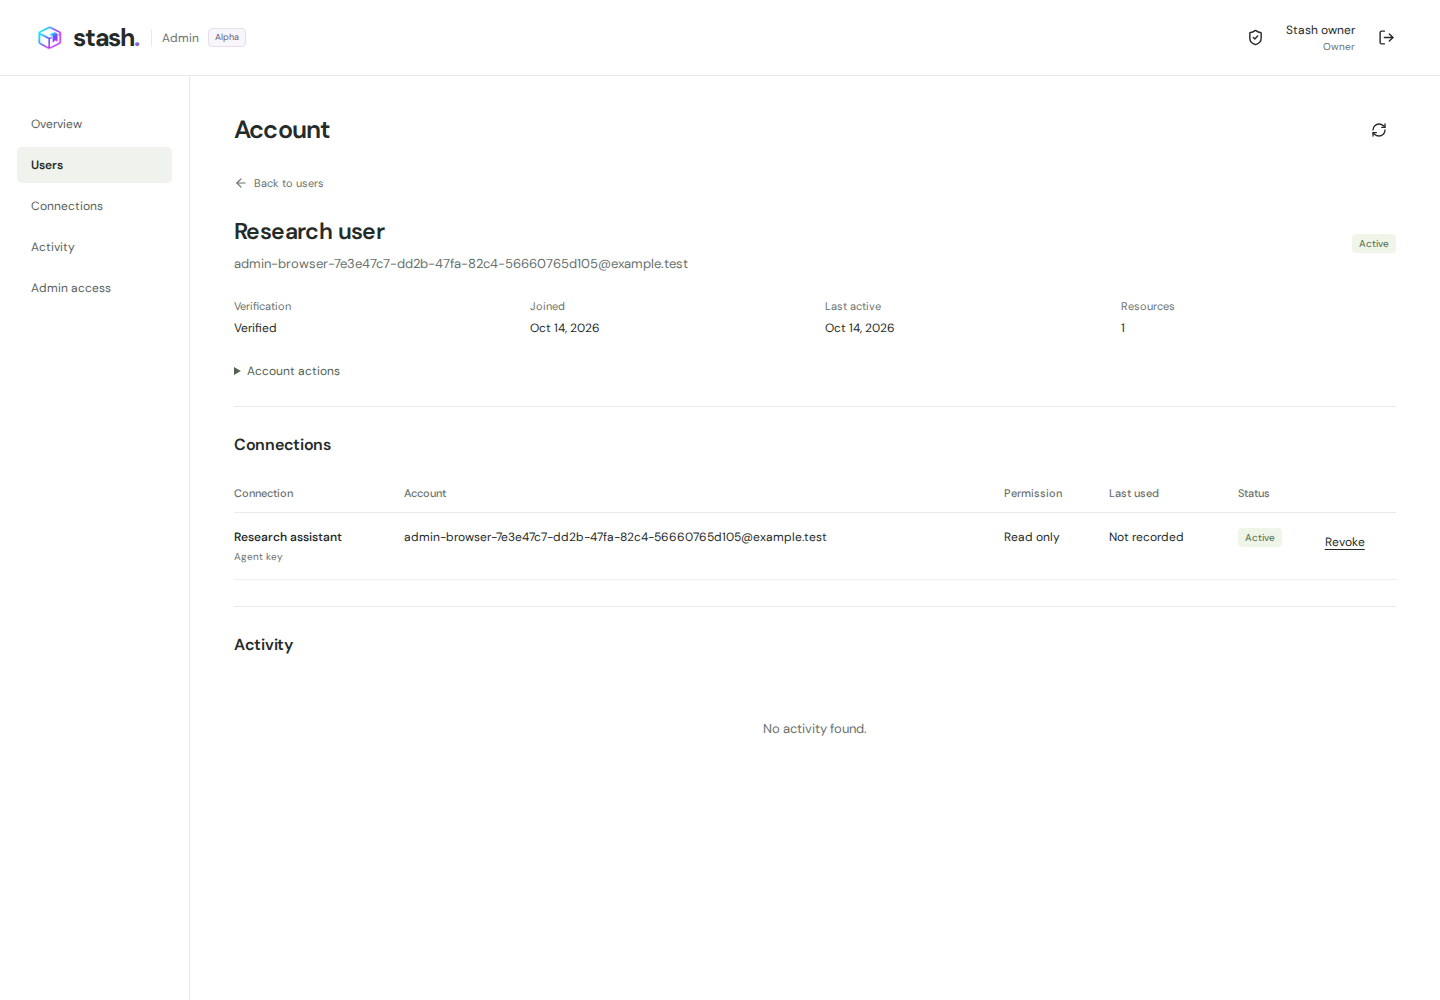 stash.
Admin
Alpha
Stash owner
Owner
Overview
Users
Connections
Activity
Admin access
Account
Back to users
Research user
admin-browser-7e3e47c7-dd2b-47fa-82c4-56660765d105@example.test
Active
Verification Joined Last active Resources
Verified Oct 14, 2026 Oct 14, 2026 1
Account actions
Connections
Connection Account Permission Last used Status
Research assistant admin-browser-7e3e47c7-dd2b-47fa-82c4-56660765d105@example.test Read only Not recorded Active Revoke
Agent key
Activity
No activity found.